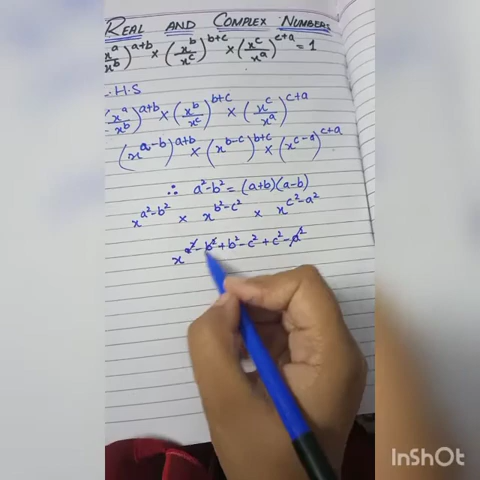 REAL AND COMPLEX NUMBERS
(x^a/x^b)^(a+b) × (x^b/x^c)^(b+c) × (x^c/x^a)^(c+a) = 1
.H.S
(x^a/x^b)^(a+b) × (x^b/x^c)^(b+c) × (x^c/x^a)^(c+a)
(x^(a-b))^(a+b) × (x^(b-c))^(b+c) × (x^(c-a))^(c+a)
∴ a²-b² = (a+b)(a-b)
x^(a²-b²) × x^(b²-c²) × x^(c²-a²)
x^(a²-b²+b²-c²+c²-a²)
InShOt